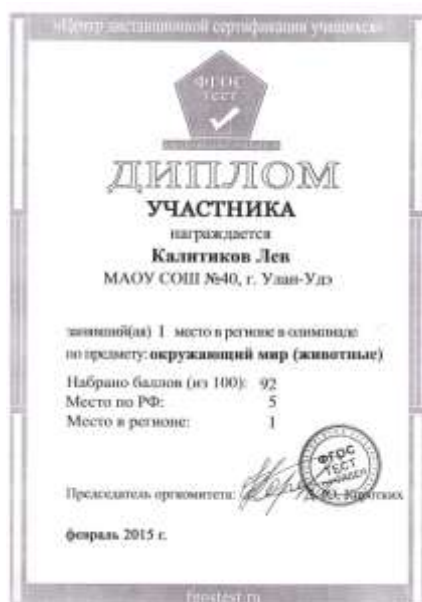 «Центр дистанционной сертификации учащихся»
ФГОС
ТЕСТ
ДИПЛОМ
УЧАСТНИКА
награждается
Калитиков Лев
МАОУ СОШ №40, г. Улан-Удэ
занявший(ая) 1 место в регионе в олимпиаде
по предмету: окружающий мир (животные)
Набрано баллов (из 100): 92
Место по РФ: 5
Место в регионе: 1
ФГОС
ТЕСТ
Председатель оргкомитета:
февраль 2015 г.
fgostest.ru